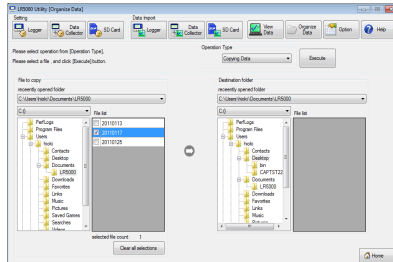 LR5000 Utility [Organize Data]
Setting
Data Import
Logger
Data Collector
SD Card
Logger
Data Collector
SD Card
View Data
Organize Data
Option
Help
Please select operation from [Operation Type],
Please select a file , and click [Execute] button.
Operation Type
Copying Data
Execute
File to copy
recently opened folder
C:\Users\hioki\Documents\LR5000
C:()
File list
PerfLogs
Program Files
Users
hioki
Contacts
Desktop
Documents
LR5000
Downloads
Favorites
Links
Music
Pictures
Saved Games
Searches
Videos
20110113
20110117
20110125
selected file count 1
Clear all selections
Destination folder
recently opened folder
C:\Users\hioki\Documents\LR5000
C:()
File list
PerfLogs
Program Files
Users
hioki
Contacts
Desktop
bin
CAPTST22
Documents
LR5000
Downloads
Favorites
Links
Music
Pictures
Home